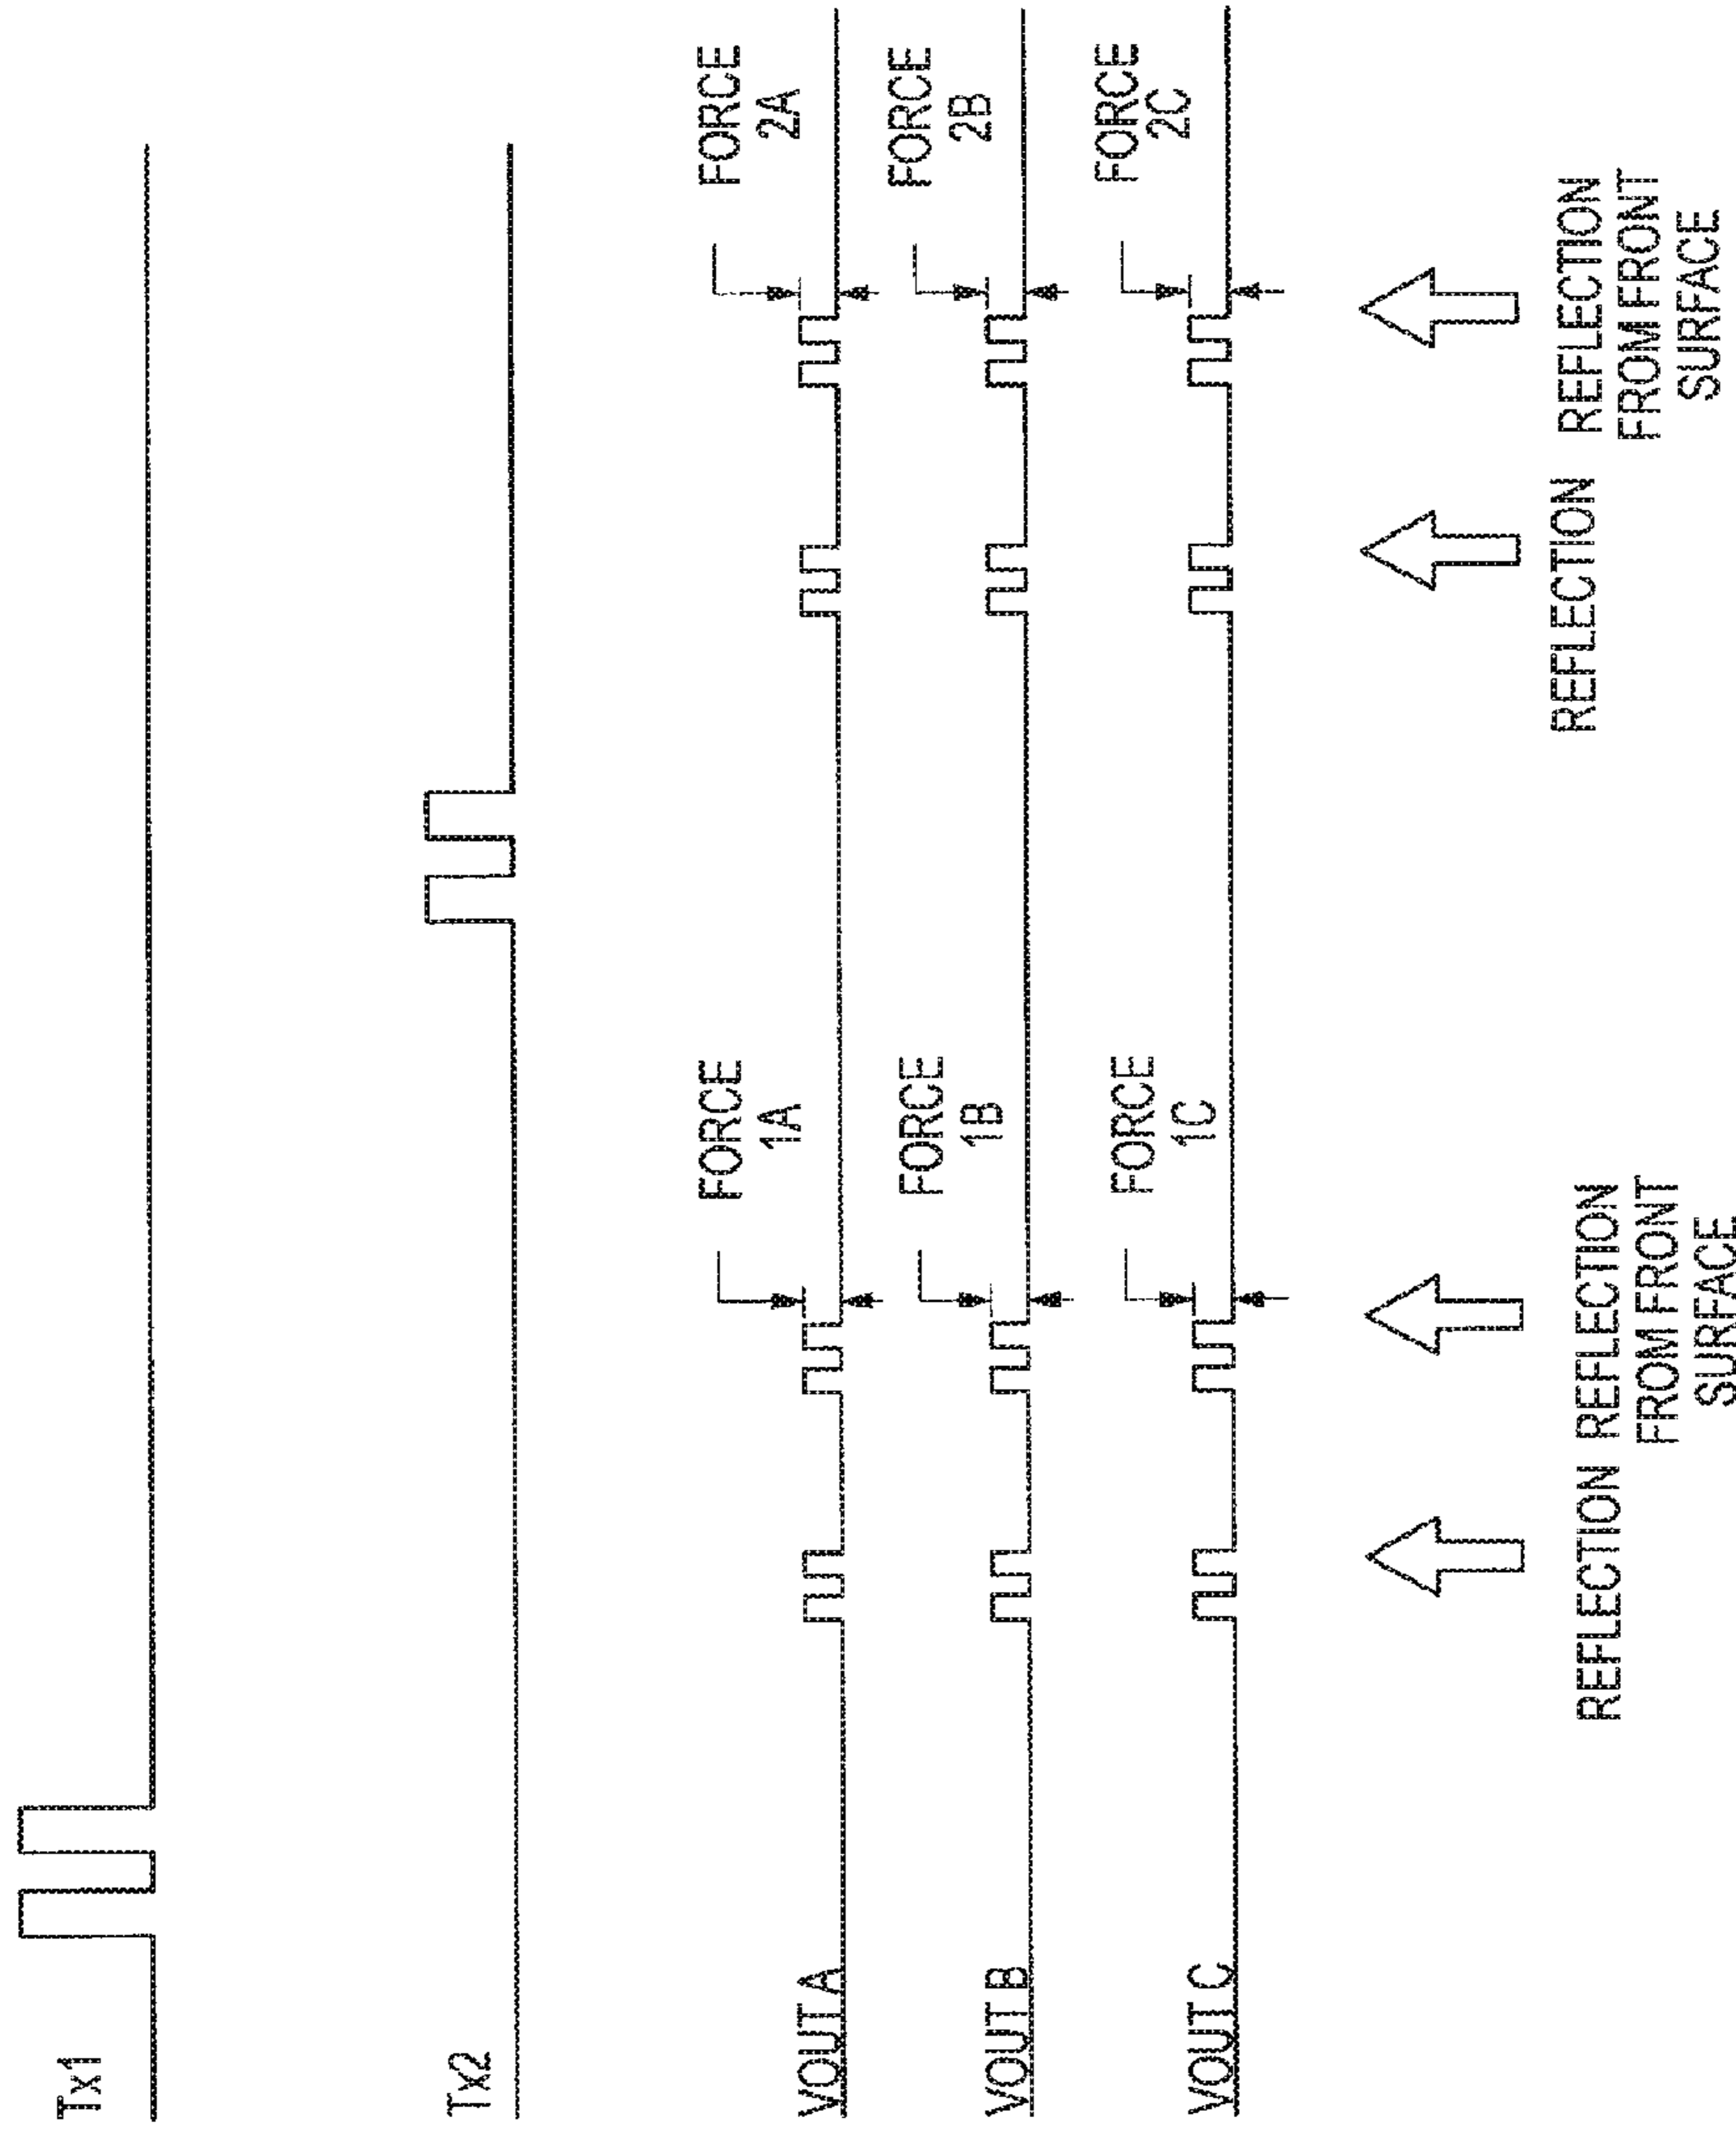 Tx1
Tx2
VOUT A
FORCE
1A
FORCE
2A
VOUT B
FORCE
1B
FORCE
2B
VOUT C
FORCE
1C
FORCE
2C
REFLECTION
REFLECTION
FROM FRONT
SURFACE
REFLECTION
REFLECTION
FROM FRONT
SURFACE